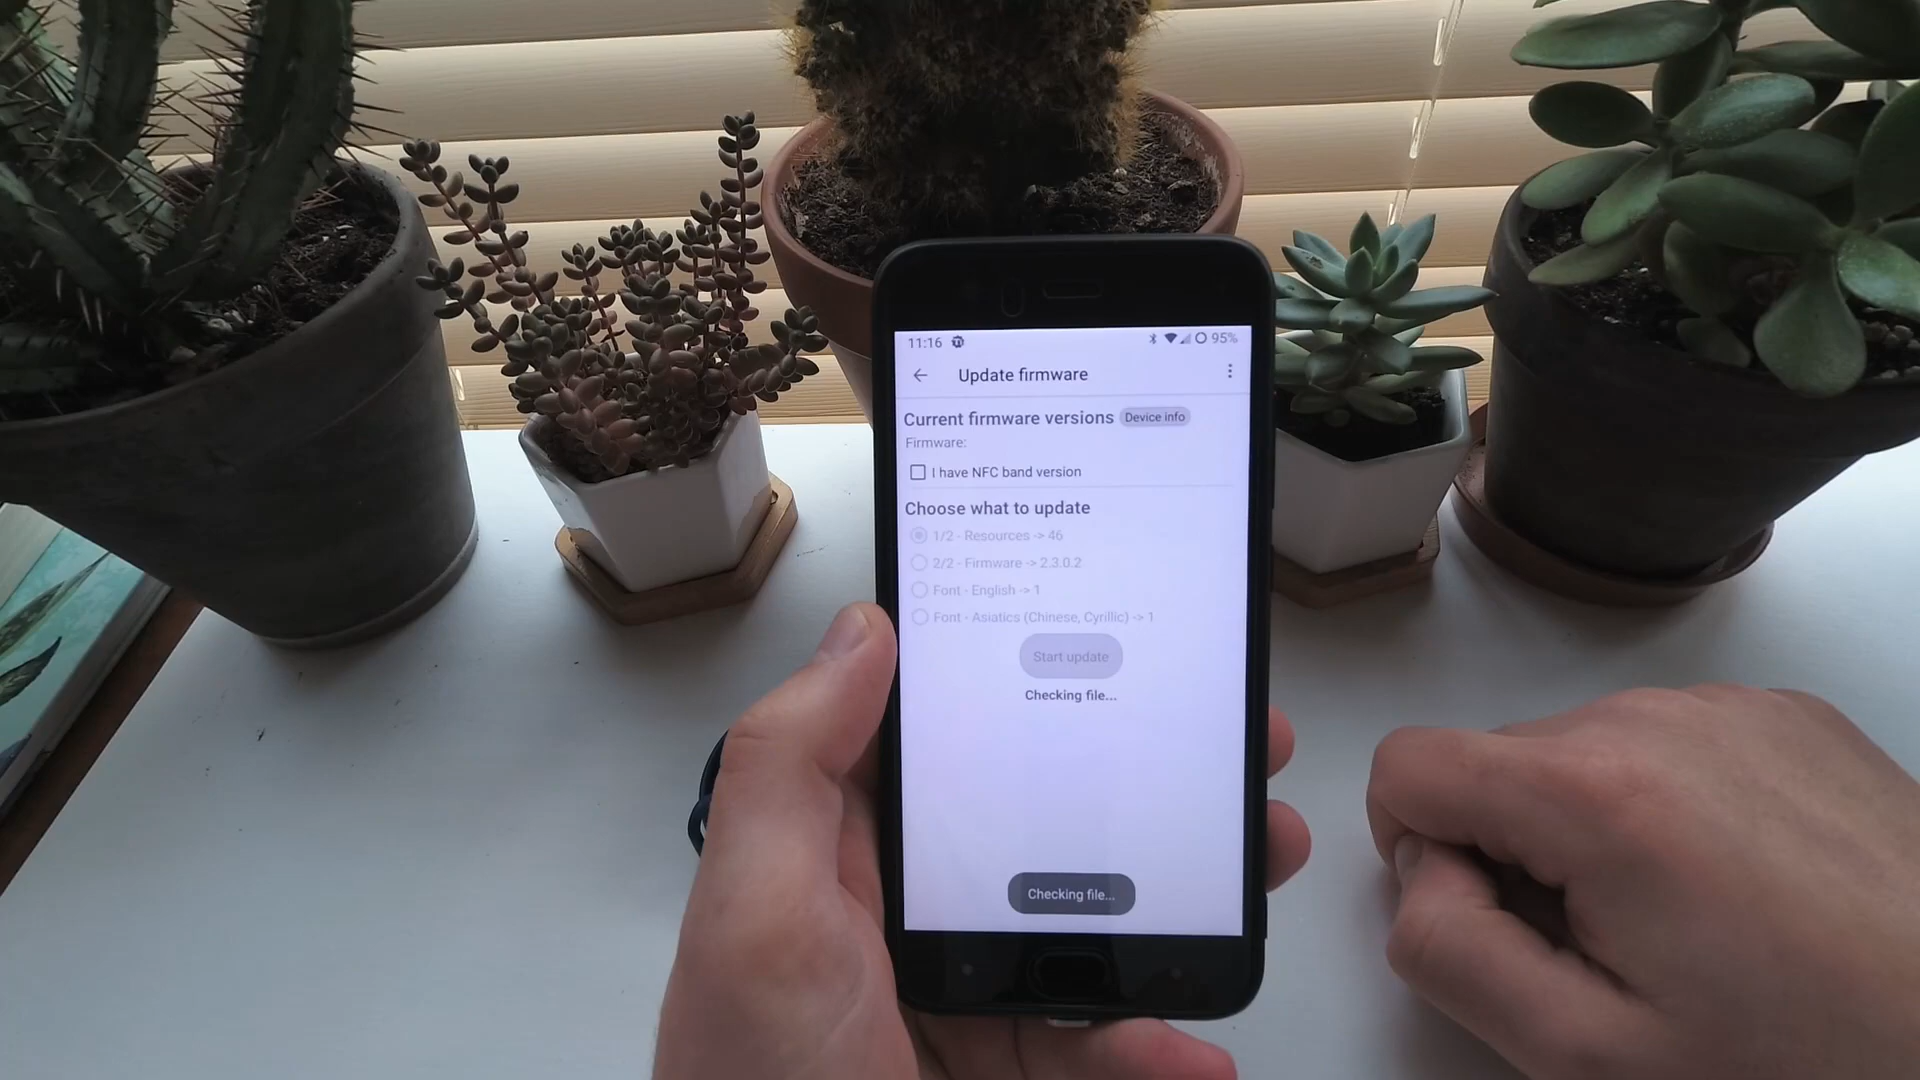 11:16 95%
Update firmware
Current firmware versions Device info
Firmware:
I have NFC band version
Choose what to update
1/2 - Resources -> 46
2/2 - Firmware -> 2.3.0.2
Font - English -> 1
Font - Asiatics (Chinese, Cyrillic) -> 1
Start update
Checking file...
Checking file...